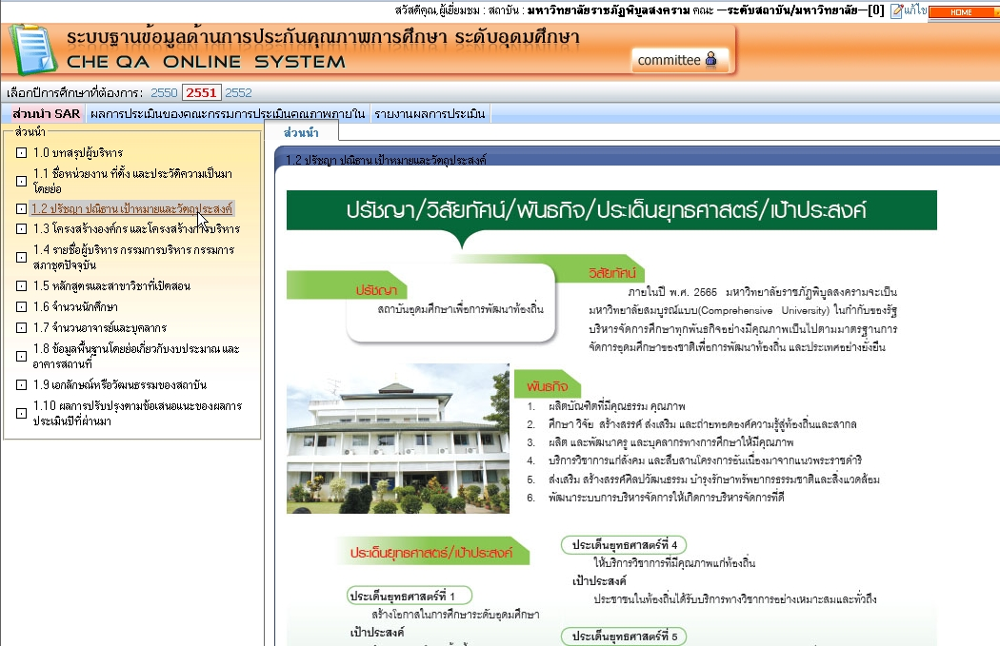 สวัสดีคุณ,ผู้เยี่ยมชม : สถาบัน : มหาวิทยาลัยราชภัฏพิบูลสงคราม คณะ —ระดับสถาบัน/มหาวิทยาลัย—[0] แก้ไข HOME
ระบบฐานข้อมูลด้านการประกันคุณภาพการศึกษา ระดับอุดมศึกษา
CHE QA ONLINE SYSTEM
committee
เลือกปีการศึกษาที่ต้องการ: 2550 2551 2552
ส่วนนำ SAR ผลการประเมินของคณะกรรมการประเมินคุณภาพภายใน รายงานผลการประเมิน
ส่วนนำ
1.0 บทสรุปผู้บริหาร
1.1 ชื่อหน่วยงาน ที่ตั้ง และประวัติความเป็นมา
โดยย่อ
1.2 ปรัชญา ปณิธาน เป้าหมายและวัตถุประสงค์
1.3 โครงสร้างองค์กร และโครงสร้างการบริหาร
1.4 รายชื่อผู้บริหาร กรรมการบริหาร กรรมการ
สภาชุดปัจจุบัน
1.5 หลักสูตรและสาขาวิชาที่เปิดสอน
1.6 จำนวนนักศึกษา
1.7 จำนวนอาจารย์และบุคลากร
1.8 ข้อมูลพื้นฐานโดยย่อเกี่ยวกับงบประมาณ และ
อาคารสถานที่
1.9 เอกลักษณ์หรือวัฒนธรรมของสถาบัน
1.10 ผลการปรับปรุงตามข้อเสนอแนะของผลการ
ประเมินปีที่ผ่านมา
ส่วนนำ
1.2 ปรัชญา ปณิธาน เป้าหมายและวัตถุประสงค์
ปรัชญา/วิสัยทัศน์/พันธกิจ/ประเด็นยุทธศาสตร์/เป้าประสงค์
ปรัชญา
สถาบันอุดมศึกษาเพื่อการพัฒนาท้องถิ่น
วิสัยทัศน์
ภายในปี พ.ศ. 2565 มหาวิทยาลัยราชภัฏพิบูลสงครามจะเป็น
มหาวิทยาลัยสมบูรณ์แบบ(Comprehensive University) ในกำกับของรัฐ
บริหารจัดการศึกษาทุกพันธกิจอย่างมีคุณภาพเป็นไปตามมาตรฐานการ
จัดการอุดมศึกษาของชาติเพื่อการพัฒนาท้องถิ่น และประเทศอย่างยั่งยืน
พันธกิจ
1. ผลิตบัณฑิตที่มีคุณธรรม คุณภาพ
2. ศึกษา วิจัย สร้างสรรค์ ส่งเสริม และถ่ายทอดองค์ความรู้สู่ท้องถิ่นและสากล
3. ผลิต และพัฒนาครู และบุคลากรทางการศึกษาให้มีคุณภาพ
4. บริการวิชาการแก่สังคม และสืบสานโครงการอันเนื่องมาจากแนวพระราชดำริ
5. ส่งเสริม สร้างสรรค์ศิลปวัฒนธรรม บำรุงรักษาทรัพยากรธรรมชาติและสิ่งแวดล้อม
6. พัฒนาระบบการบริหารจัดการให้เกิดการบริหารจัดการที่ดี
ประเด็นยุทธศาสตร์/เป้าประสงค์
ประเด็นยุทธศาสตร์ที่ 1
สร้างโอกาสในการศึกษาระดับอุดมศึกษา
เป้าประสงค์
ประเด็นยุทธศาสตร์ที่ 4
ให้บริการวิชาการที่มีคุณภาพแก่ท้องถิ่น
เป้าประสงค์
ประชาชนในท้องถิ่นได้รับบริการทางวิชาการอย่างเหมาะสมและทั่วถึง
ประเด็นยุทธศาสตร์ที่ 5